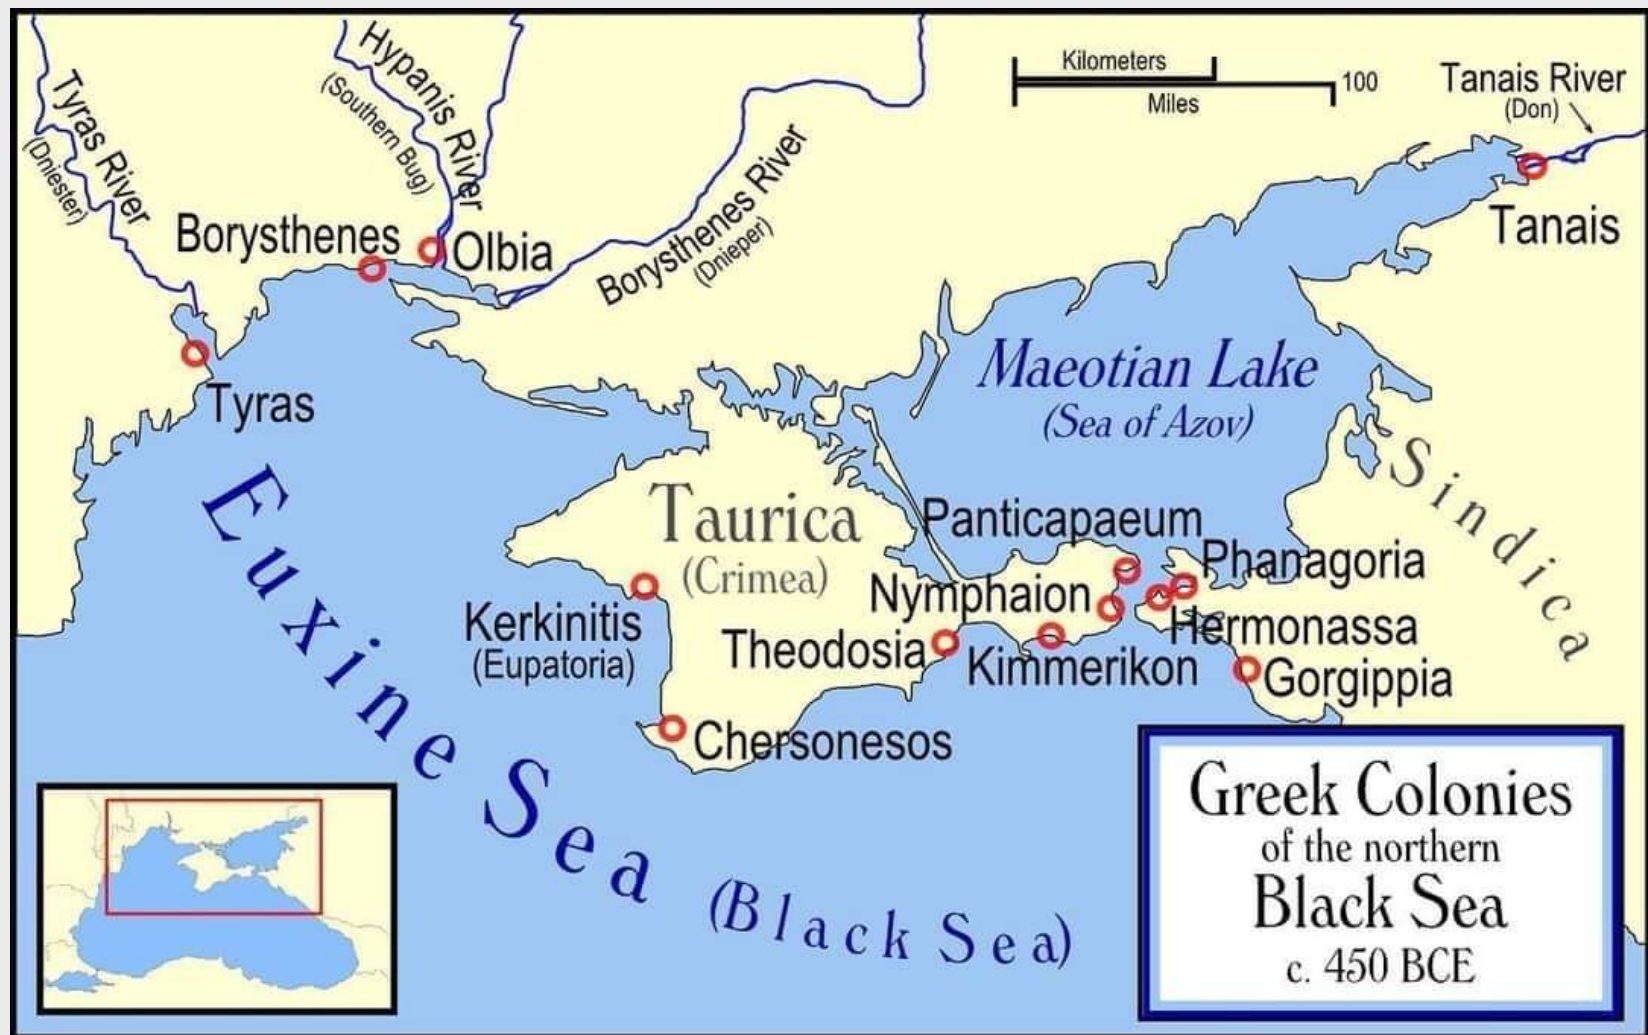 Tyras River
(Dniester)
Hypanis River
(Southern Bug)
Borysthenes River
(Dnieper)
Kilometers
100
Miles
Tanais River
(Don)
Tanais
Borysthenes
Olbia
Tyras
Maeotian Lake
(Sea of Azov)
Sindica
Taurica
(Crimea)
Panticapaeum
Phanagoria
Nymphaion
Hermonassa
Kerkinitis
(Eupatoria)
Theodosia
Kimmerikon
Gorgippia
Chersonesos
Euxine Sea (Black Sea)
Greek Colonies
of the northern
Black Sea
c. 450 BCE